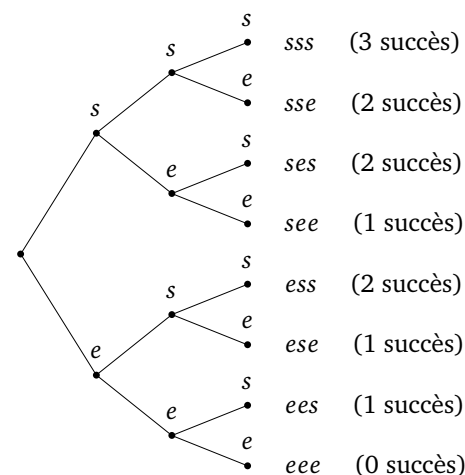 s
s
sss (3 succès)
s
e
sse (2 succès)
s
s
e
ses (2 succès)
e
see (1 succès)
s
s
ess (2 succès)
e
e
ese (1 succès)
s
e
ees (1 succès)
e
eee (0 succès)